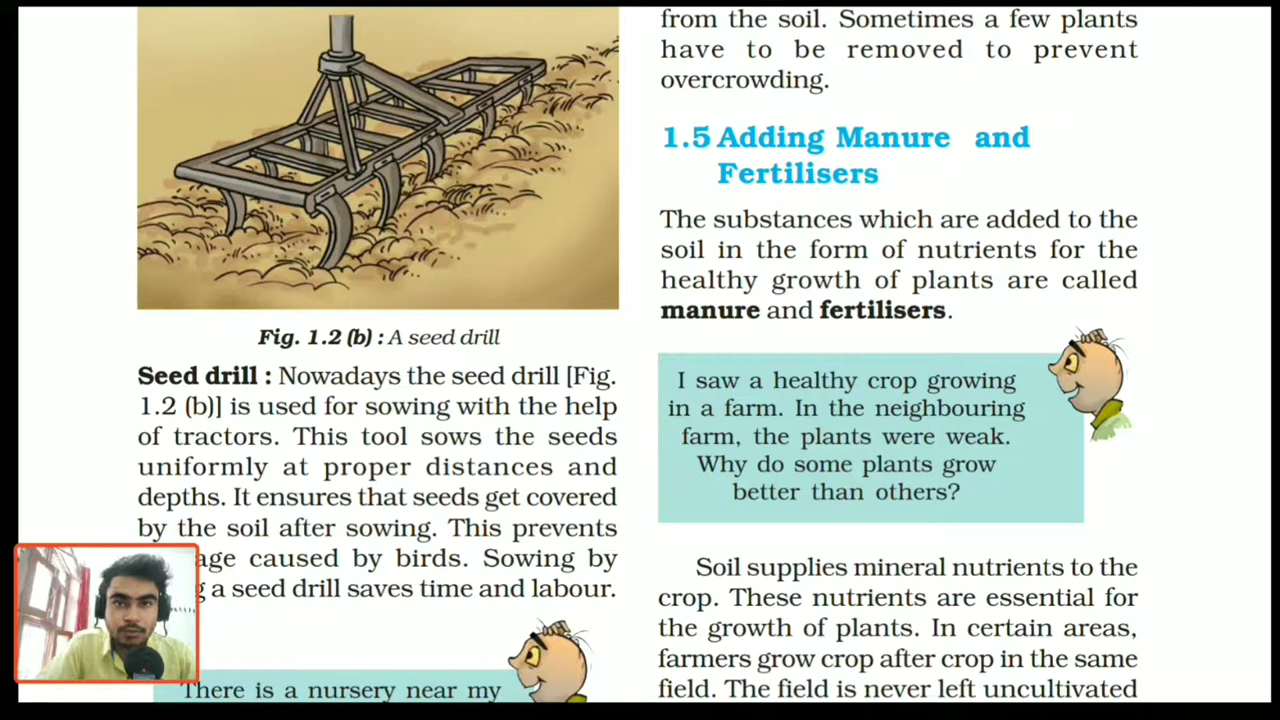 Fig. 1.2 (b) : A seed drill
Seed drill : Nowadays the seed drill [Fig.
1.2 (b)] is used for sowing with the help
of tractors. This tool sows the seeds
uniformly at proper distances and
depths. It ensures that seeds get covered
by the soil after sowing. This prevents
caused by birds. Sowing by
a seed drill saves time and labour.
There is a nursery near my
from the soil. Sometimes a few plants
have to be removed to prevent
overcrowding.
1.5 Adding Manure and
Fertilisers
The substances which are added to the
soil in the form of nutrients for the
healthy growth of plants are called
manure and fertilisers.
I saw a healthy crop growing
in a farm. In the neighbouring
farm, the plants were weak.
Why do some plants grow
better than others?
Soil supplies mineral nutrients to the
crop. These nutrients are essential for
the growth of plants. In certain areas,
farmers grow crop after crop in the same
field. The field is never left uncultivated